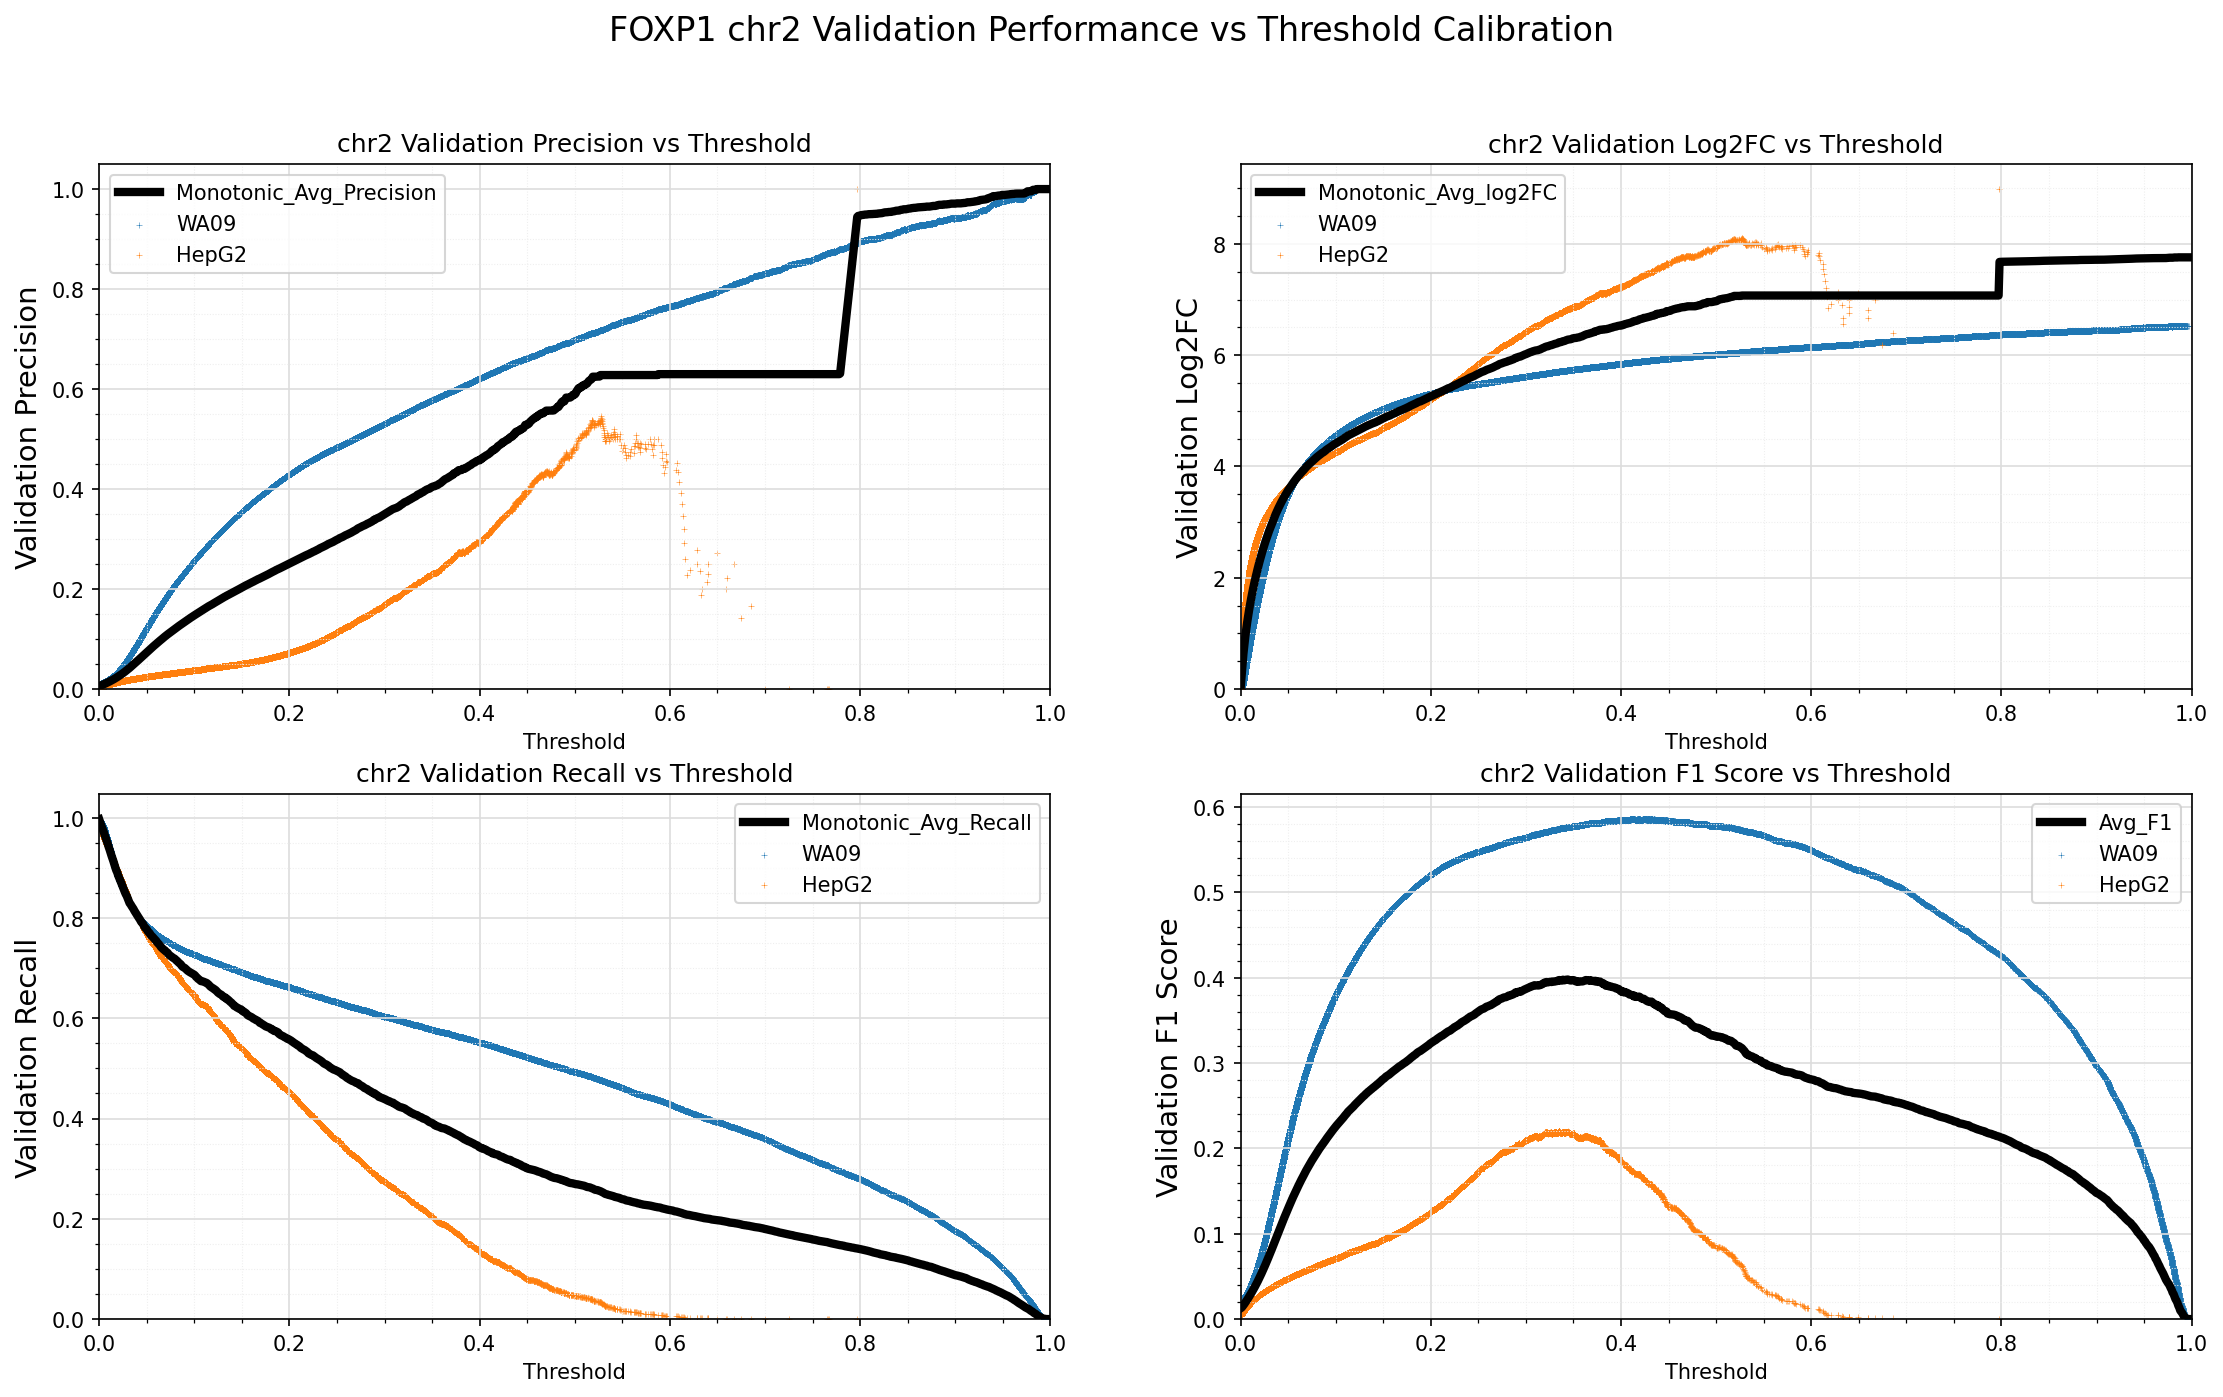 FOXP1 chr2 Validation Performance vs Threshold Calibration
chr2 Validation Precision vs Threshold
Validation Precision
1.0
0.8
0.6
0.4
0.2
0.0
Monotonic_Avg_Precision
WA09
HepG2
0.0 0.2 0.4 0.6 0.8 1.0
Threshold
chr2 Validation Log2FC vs Threshold
Validation Log2FC
8
6
4
2
0
Monotonic_Avg_log2FC
WA09
HepG2
0.0 0.2 0.4 0.6 0.8 1.0
Threshold
chr2 Validation Recall vs Threshold
Validation Recall
1.0
0.8
0.6
0.4
0.2
0.0
Monotonic_Avg_Recall
WA09
HepG2
0.0 0.2 0.4 0.6 0.8 1.0
Threshold
chr2 Validation F1 Score vs Threshold
Validation F1 Score
0.6
0.5
0.4
0.3
0.2
0.1
0.0
Avg_F1
WA09
HepG2
0.0 0.2 0.4 0.6 0.8 1.0
Threshold